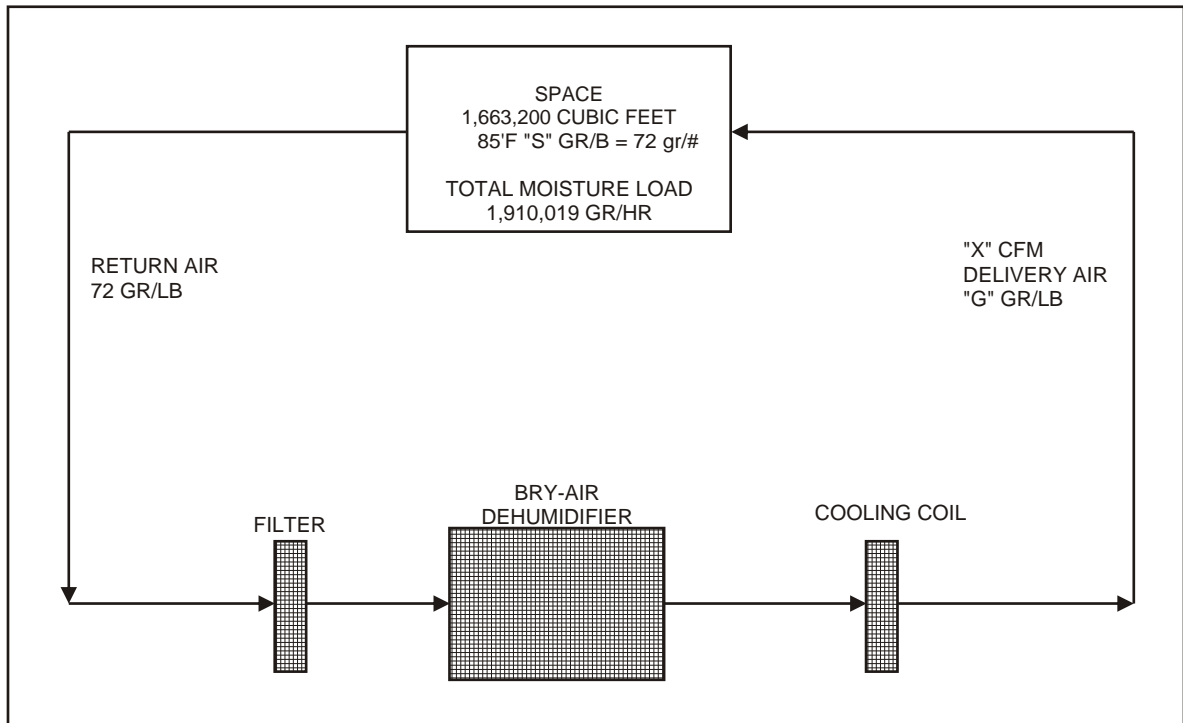 SPACE
1,663,200 CUBIC FEET
85'F "S" GR/B = 72 gr/#
TOTAL MOISTURE LOAD
1,910,019 GR/HR
RETURN AIR
72 GR/LB
"X" CFM
DELIVERY AIR
"G" GR/LB
FILTER
BRY-AIR
DEHUMIDIFIER
COOLING COIL